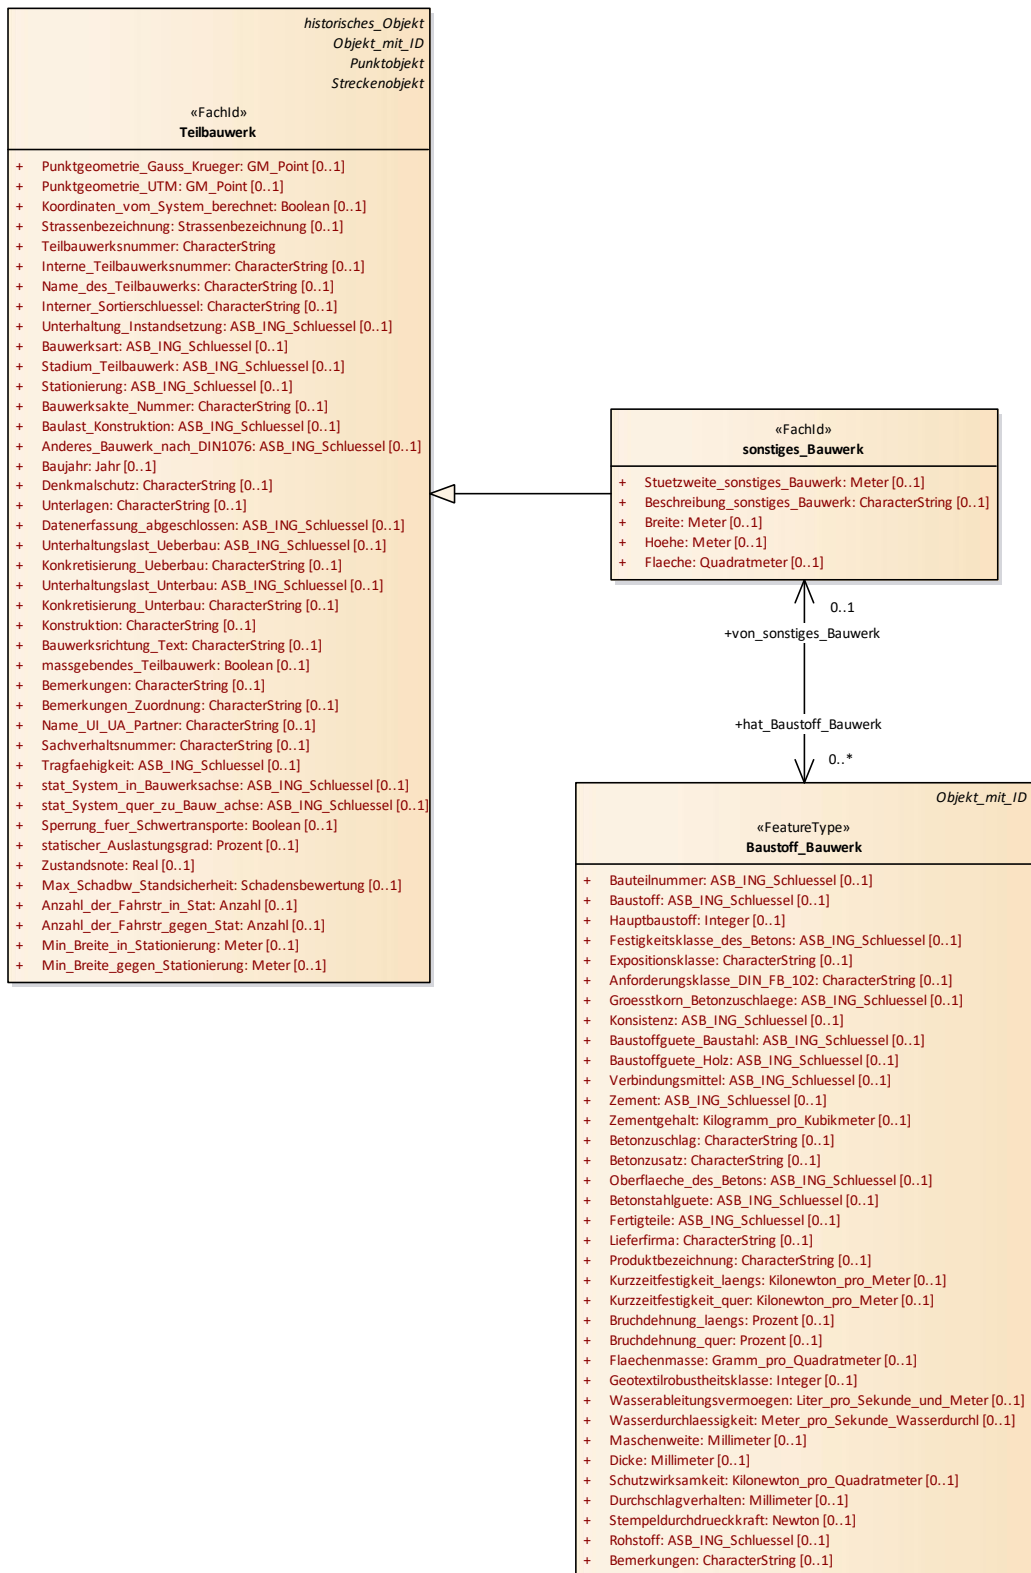 historisches_Objekt
Objekt_mit_ID
Punktobjekt
Streckenobjekt
«FachId»
Teilbauwerk
+ Punktgeometrie_Gauss_Krueger: GM_Point [0..1]
+ Punktgeometrie_UTM: GM_Point [0..1]
+ Koordinaten_vom_System_berechnet: Boolean [0..1]
+ Strassenbezeichnung: Strassenbezeichnung [0..1]
+ Teilbauwerksnummer: CharacterString
+ Interne_Teilbauwerksnummer: CharacterString [0..1]
+ Name_des_Teilbauwerks: CharacterString [0..1]
+ Interner_Sortierschluessel: CharacterString [0..1]
+ Unterhaltung_Instandsetzung: ASB_ING_Schluessel [0..1]
+ Bauwerksart: ASB_ING_Schluessel [0..1]
+ Stadium_Teilbauwerk: ASB_ING_Schluessel [0..1]
+ Stationierung: ASB_ING_Schluessel [0..1]
+ Bauwerksakte_Nummer: CharacterString [0..1]
+ Baulast_Konstruktion: ASB_ING_Schluessel [0..1]
+ Anderes_Bauwerk_nach_DIN1076: ASB_ING_Schluessel [0..1]
+ Baujahr: Jahr [0..1]
+ Denkmalschutz: CharacterString [0..1]
+ Unterlagen: CharacterString [0..1]
+ Datenerfassung_abgeschlossen: ASB_ING_Schluessel [0..1]
+ Unterhaltungslast_Ueberbau: ASB_ING_Schluessel [0..1]
+ Konkretisierung_Ueberbau: CharacterString [0..1]
+ Unterhaltungslast_Unterbau: ASB_ING_Schluessel [0..1]
+ Konkretisierung_Unterbau: CharacterString [0..1]
+ Konstruktion: CharacterString [0..1]
+ Bauwerksrichtung_Text: CharacterString [0..1]
+ massgebendes_Teilbauwerk: Boolean [0..1]
+ Bemerkungen: CharacterString [0..1]
+ Bemerkungen_Zuordnung: CharacterString [0..1]
+ Name_UI_UA_Partner: CharacterString [0..1]
+ Sachverhaltsnummer: CharacterString [0..1]
+ Tragfaehigkeit: ASB_ING_Schluessel [0..1]
+ stat_System_in_Bauwerksachse: ASB_ING_Schluessel [0..1]
+ stat_System_quer_zu_Bauw_achse: ASB_ING_Schluessel [0..1]
+ Sperrung_fuer_Schwertransporte: Boolean [0..1]
+ statischer_Auslastungsgrad: Prozent [0..1]
+ Zustandsnote: Real [0..1]
+ Max_Schadbw_Standsicherheit: Schadensbewertung [0..1]
+ Anzahl_der_Fahrstr_in_Stat: Anzahl [0..1]
+ Anzahl_der_Fahrstr_gegen_Stat: Anzahl [0..1]
+ Min_Breite_in_Stationierung: Meter [0..1]
+ Min_Breite_gegen_Stationierung: Meter [0..1]
«FachId»
sonstiges_Bauwerk
+ Stuetzweite_sonstiges_Bauwerk: Meter [0..1]
+ Beschreibung_sonstiges_Bauwerk: CharacterString [0..1]
+ Breite: Meter [0..1]
+ Hoehe: Meter [0..1]
+ Flaeche: Quadratmeter [0..1]
0..1
+von_sonstiges_Bauwerk
+hat_Baustoff_Bauwerk
0..*
Objekt_mit_ID
«FeatureType»
Baustoff_Bauwerk
+ Bauteilnummer: ASB_ING_Schluessel [0..1]
+ Baustoff: ASB_ING_Schluessel [0..1]
+ Hauptbaustoff: Integer [0..1]
+ Festigkeitsklasse_des_Betons: ASB_ING_Schluessel [0..1]
+ Expositionsklasse: CharacterString [0..1]
+ Anforderungsklasse_DIN_FB_102: CharacterString [0..1]
+ Groesstkorn_Betonzuschlaege: ASB_ING_Schluessel [0..1]
+ Konsistenz: ASB_ING_Schluessel [0..1]
+ Baustoffguete_Baustahl: ASB_ING_Schluessel [0..1]
+ Baustoffguete_Holz: ASB_ING_Schluessel [0..1]
+ Verbindungsmittel: ASB_ING_Schluessel [0..1]
+ Zement: ASB_ING_Schluessel [0..1]
+ Zementgehalt: Kilogramm_pro_Kubikmeter [0..1]
+ Betonzuschlag: CharacterString [0..1]
+ Betonzusatz: CharacterString [0..1]
+ Oberflaeche_des_Betons: ASB_ING_Schluessel [0..1]
+ Betonstahlguete: ASB_ING_Schluessel [0..1]
+ Fertigteile: ASB_ING_Schluessel [0..1]
+ Lieferfirma: CharacterString [0..1]
+ Produktbezeichnung: CharacterString [0..1]
+ Kurzzeitfestigkeit_laengs: Kilonewton_pro_Meter [0..1]
+ Kurzzeitfestigkeit_quer: Kilonewton_pro_Meter [0..1]
+ Bruchdehnung_laengs: Prozent [0..1]
+ Bruchdehnung_quer: Prozent [0..1]
+ Flaechenmasse: Gramm_pro_Quadratmeter [0..1]
+ Geotextilrobustheitsklasse: Integer [0..1]
+ Wasserableitungsvermoegen: Liter_pro_Sekunde_und_Meter [0..1]
+ Wasserdurchlaessigkeit: Meter_pro_Sekunde_Wasserdurchl [0..1]
+ Maschenweite: Millimeter [0..1]
+ Dicke: Millimeter [0..1]
+ Schutzwirksamkeit: Kilonewton_pro_Quadratmeter [0..1]
+ Durchschlagverhalten: Millimeter [0..1]
+ Stempeldurchdrueckkraft: Newton [0..1]
+ Rohstoff: ASB_ING_Schluessel [0..1]
+ Bemerkungen: CharacterString [0..1]